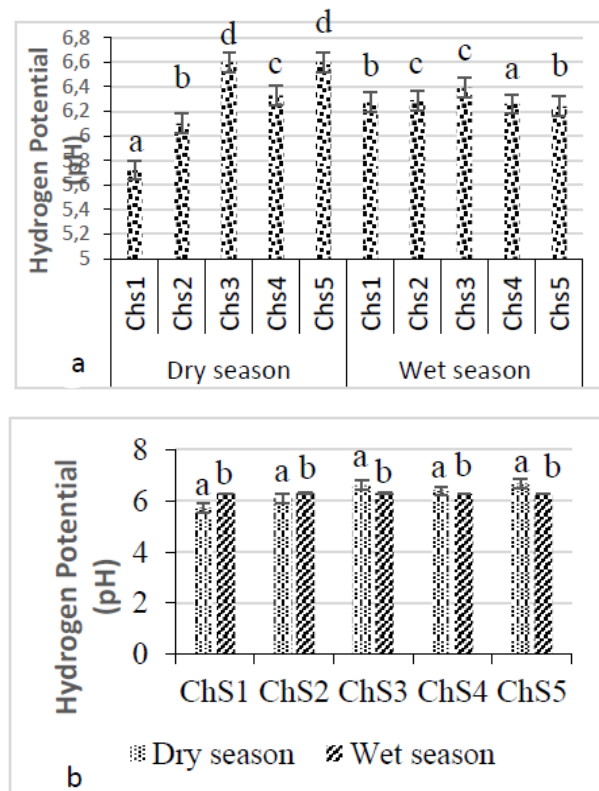 Hydrogen Potential
(pH)
6,8
6,6
6,4
6,2
6
5,8
5,6
5,4
5,2
5
a b d c d b c c a b
Chs1 Chs2 Chs3 Chs4 Chs5 Chs1 Chs2 Chs3 Chs4 Chs5
Dry season Wet season
a
Hydrogen Potential
(pH)
8
6
4
2
0
a b a b a b a b a b
ChS1 ChS2 ChS3 ChS4 ChS5
Dry season Wet season
b